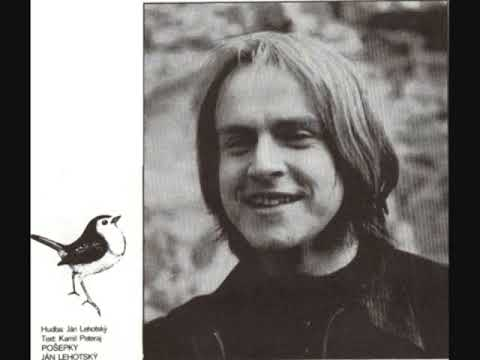 Hudba: Ján Lehotský
Text: Kamil Peteraj
POŠEPKY
JÁN LEHOTSKÝ